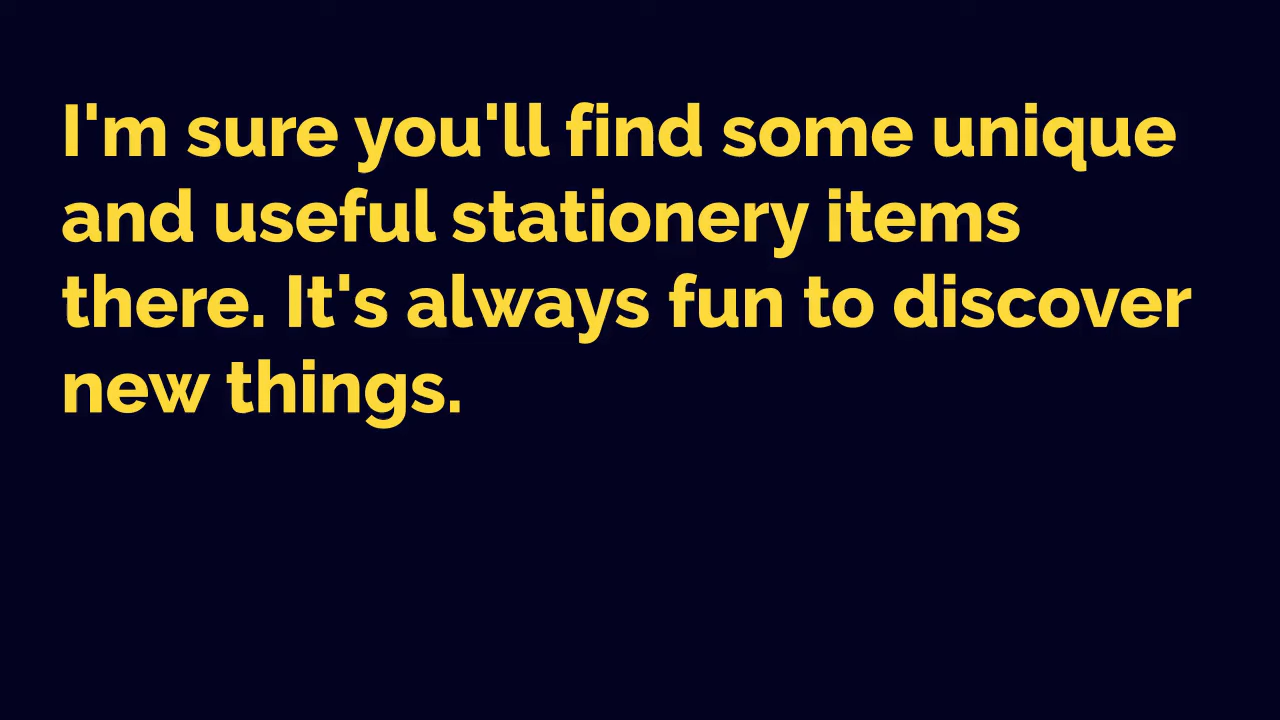 I'm sure you'll find some unique
and useful stationery items
there. It's always fun to discover
new things.